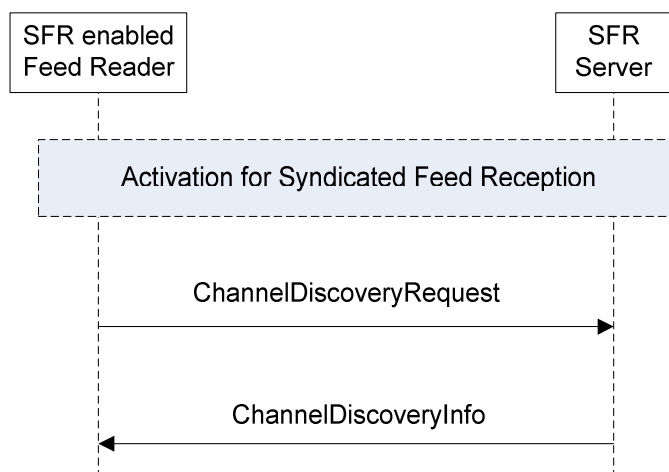 SFR enabled
Feed Reader
SFR
Server
Activation for Syndicated Feed Reception
ChannelDiscoveryRequest
ChannelDiscoveryInfo